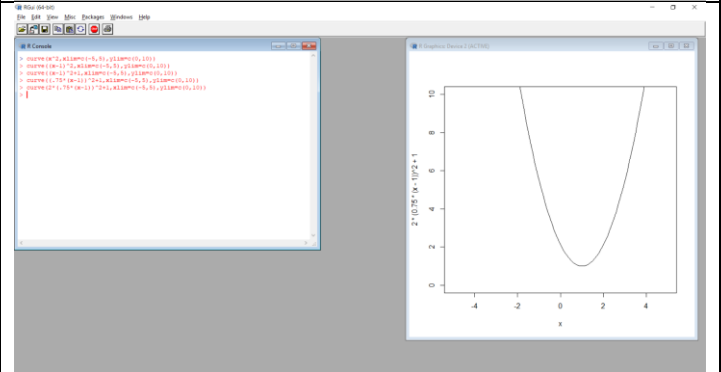 RGui (64-bit)
File Edit View Misc Packages Windows Help
R Console
> curve(x^2,xlim=c(-5,5),ylim=c(0,10))
> curve((x-1)^2,xlim=c(-5,5),ylim=c(0,10))
> curve((x-1)^2+1,xlim=c(-5,5),ylim=c(0,10))
> curve((.75*(x-1))^2+1,xlim=c(-5,5),ylim=c(0,10))
> curve(2*(.75*(x-1))^2+1,xlim=c(-5,5),ylim=c(0,10))
>
R Graphics: Device 2 (ACTIVE)
2 * (0.75 * (x - 1))^2 + 1
10
8
6
4
2
0
-4 -2 0 2 4
x